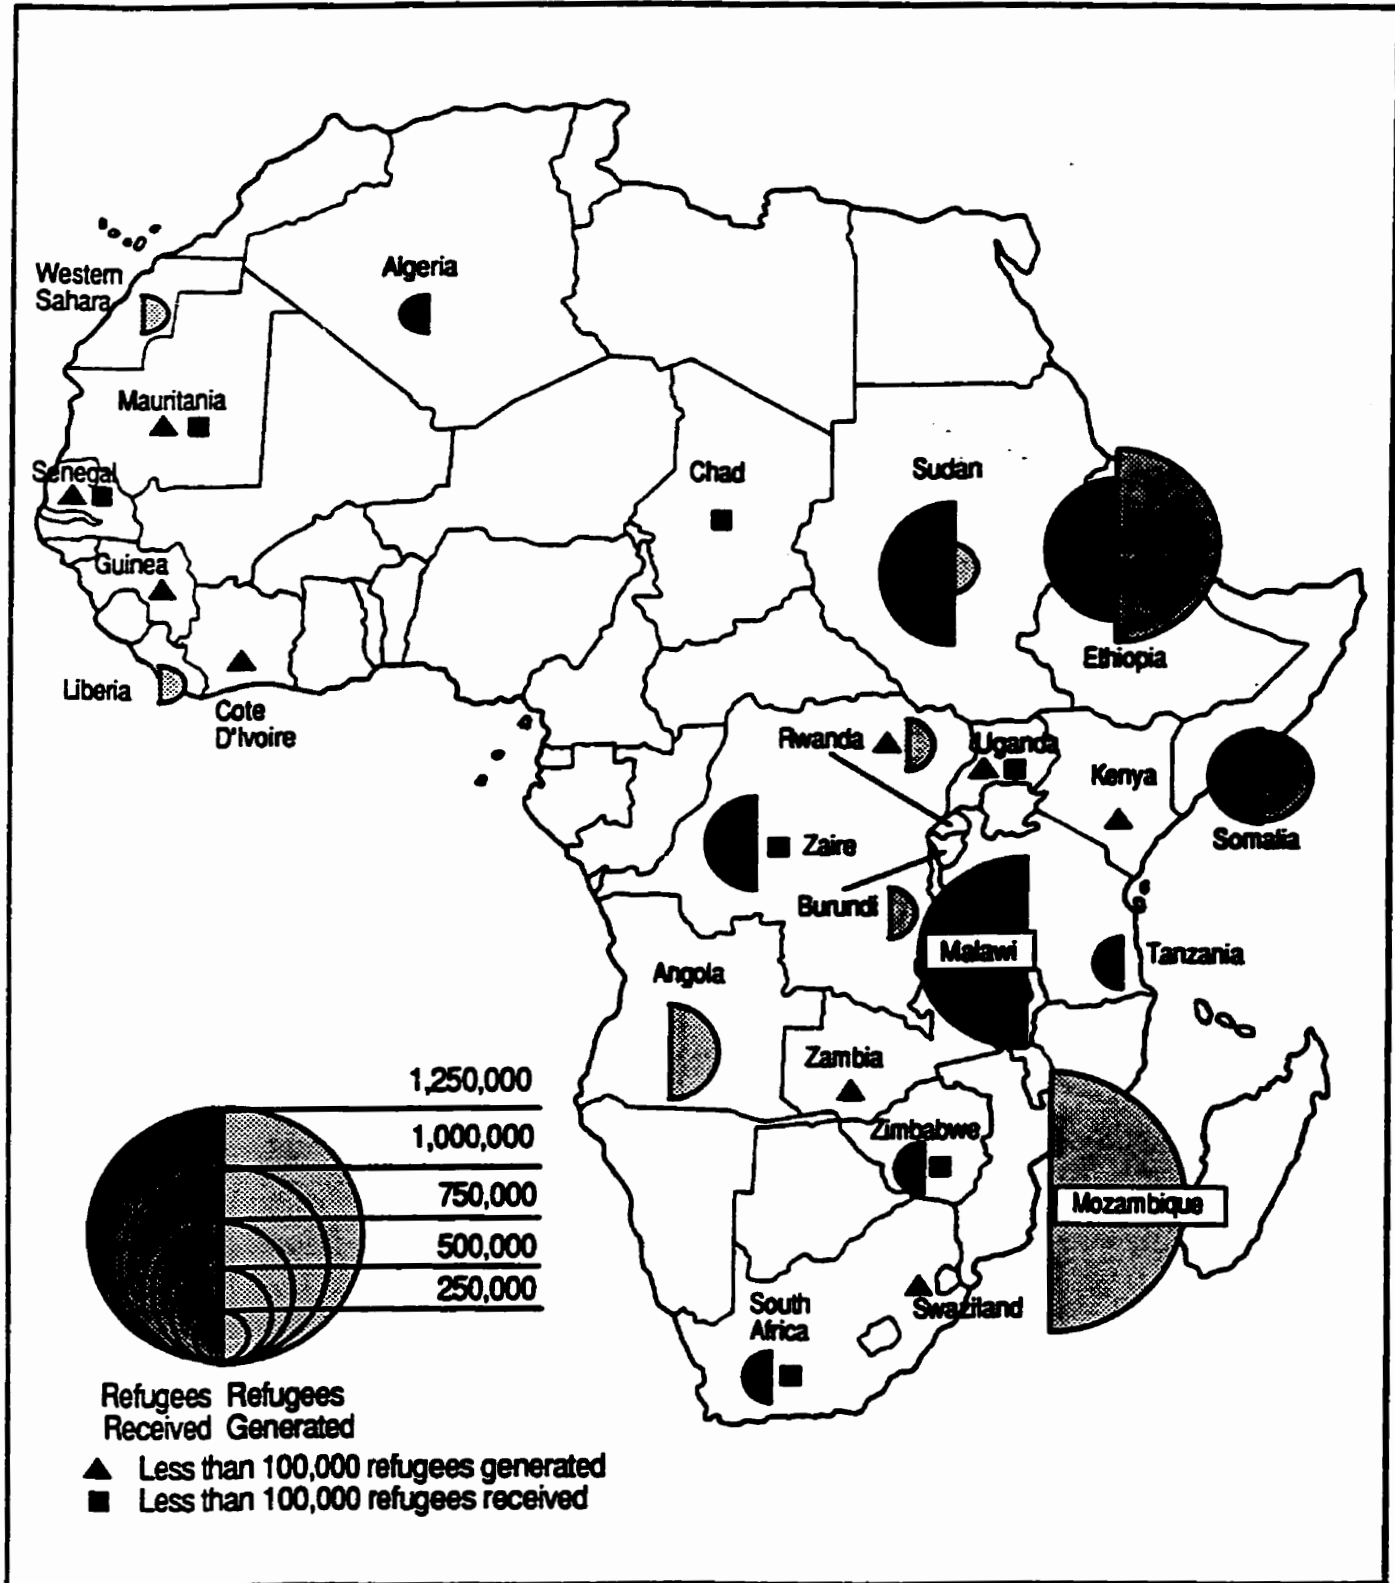 Western
Sahara
Algeria
Mauritania
Senegal
Chad
Sudan
Guinea
Ethiopia
Liberia
Cote
D'Ivoire
Rwanda
Uganda
Kenya
Zaire
Somalia
Burundi
Malawi
Tanzania
Angola
Zambia
Zimbabwe
Mozambique
Swaziland
South
Africa
1,250,000
1,000,000
750,000
500,000
250,000
Refugees Refugees
Received Generated
Less than 100,000 refugees generated
Less than 100,000 refugees received